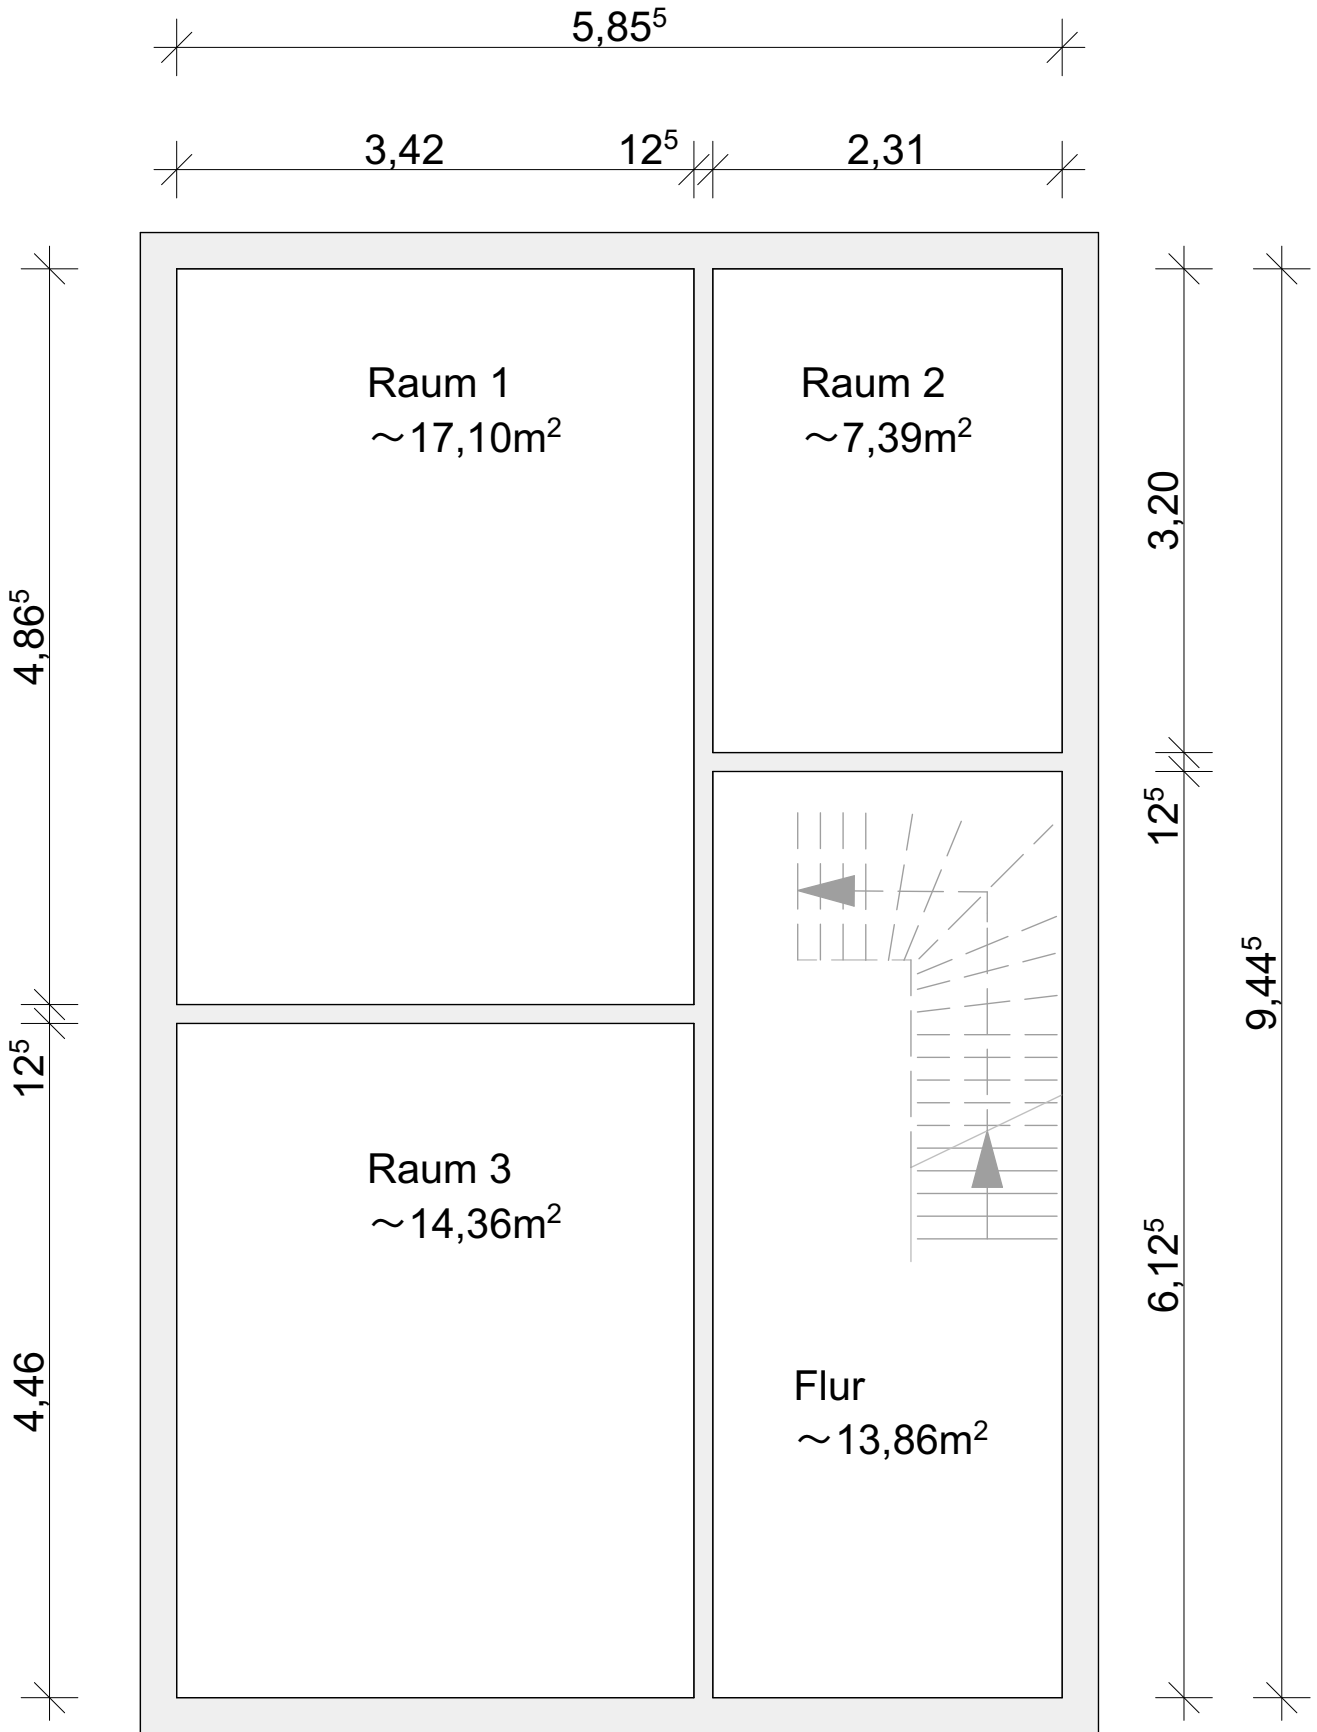 5,85⁵
3,42 12⁵ 2,31
Raum 1
~17,10m²
Raum 2
~7,39m²
3,20
4,86⁵
12⁵
9,44⁵
12⁵
Raum 3
~14,36m²
6,12⁵
4,46
Flur
~13,86m²